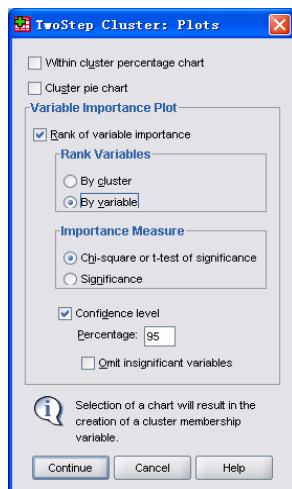 TwoStep Cluster: Plots
Within cluster percentage chart
Cluster pie chart
Variable Importance Plot
Rank of variable importance
Rank Variables
By cluster
By variable
Importance Measure
Chi-square or t-test of significance
Significance
Confidence level
Percentage: 95
Omit insignificant variables
Selection of a chart will result in the
creation of a cluster membership
variable.
Continue Cancel Help